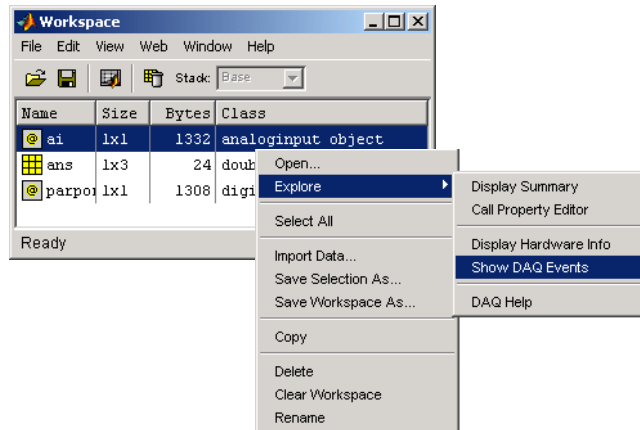 Workspace
File Edit View Web Window Help
Stack: Base
Name Size Bytes Class
ai 1x1 1332 analoginput object
ans 1x3 24 doub
parpor 1x1 1308 digi
Ready
Open...
Explore
Select All
Import Data...
Save Selection As...
Save Workspace As...
Copy
Delete
Clear Workspace
Rename
Display Summary
Call Property Editor
Display Hardware Info
Show DAQ Events
DAQ Help